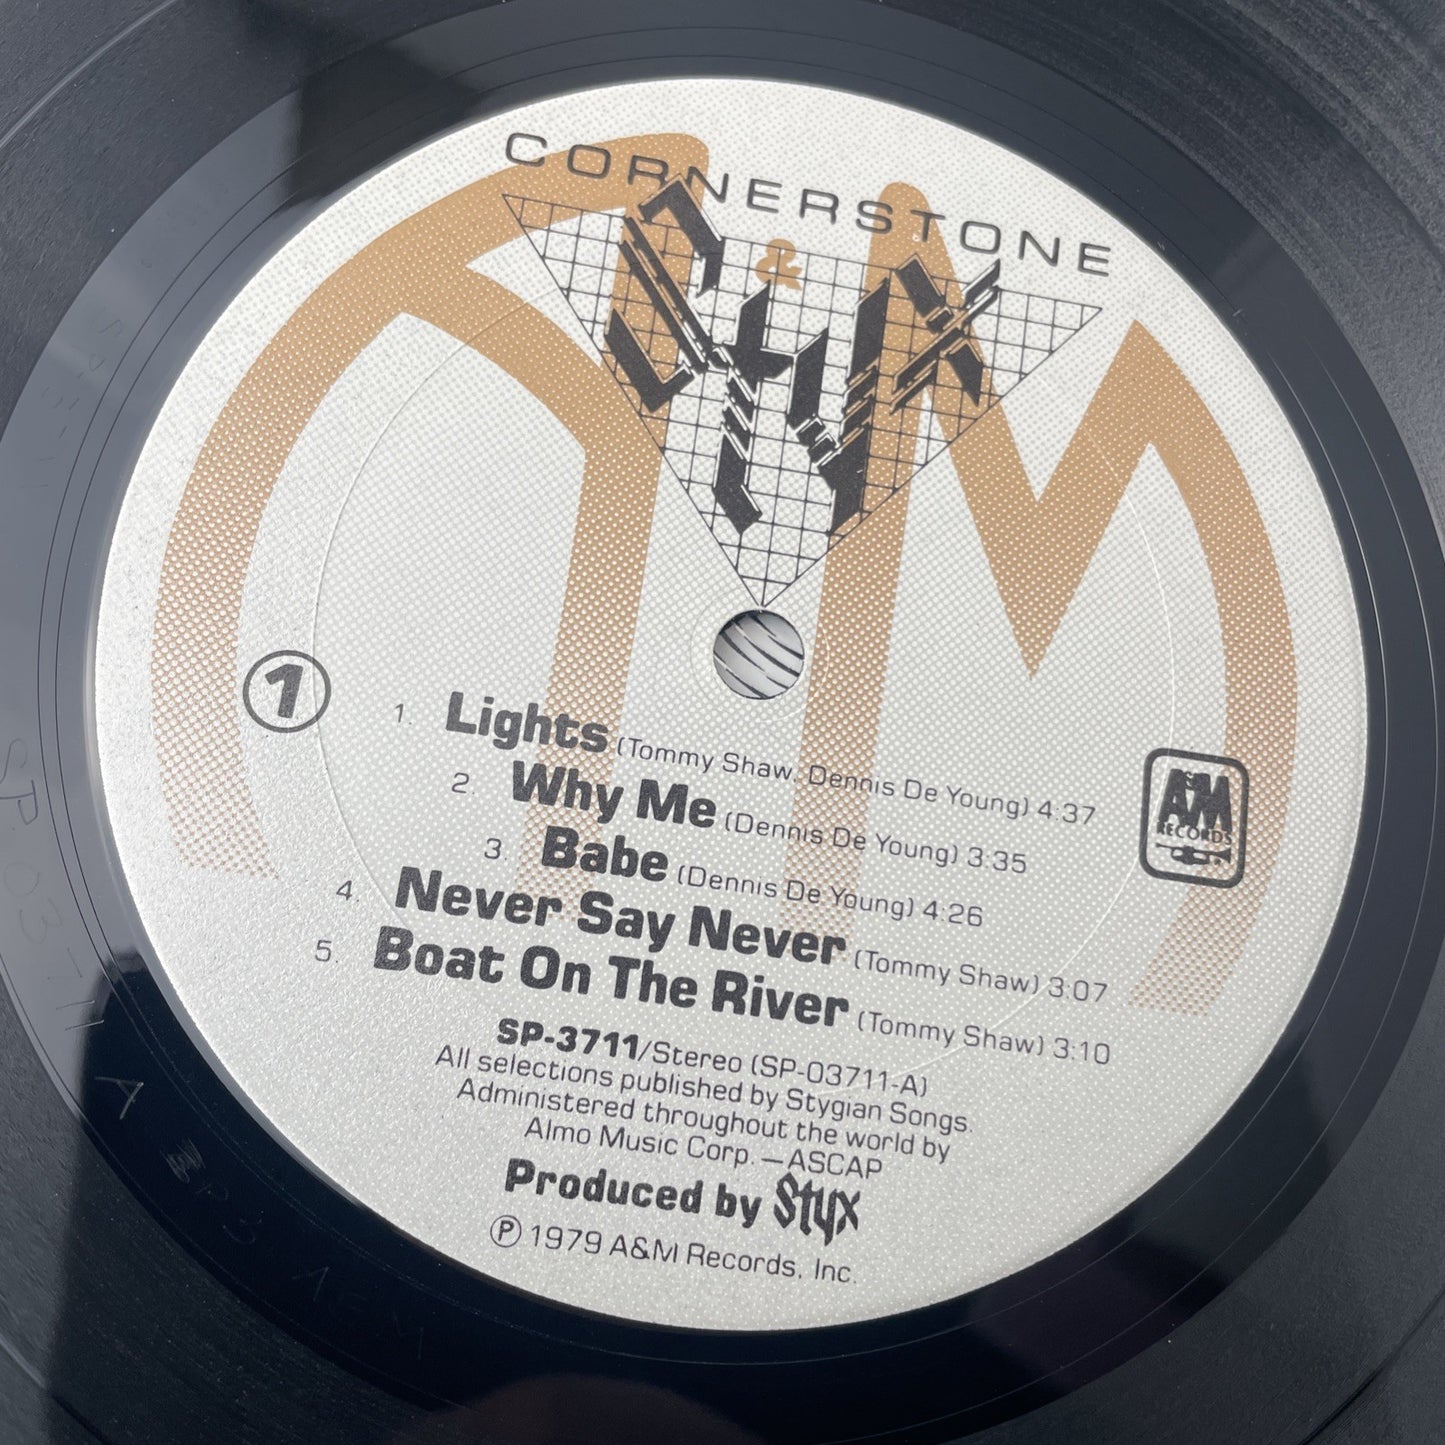 CORNERSTONE
&
Styx
1
1. Lights (Tommy Shaw, Dennis De Young) 4:37
2. Why Me (Dennis De Young) 3:35
3. Babe (Dennis De Young) 4:26
4. Never Say Never (Tommy Shaw) 3:07
5. Boat On The River (Tommy Shaw) 3:10
A&M
RECORDS
SP-3711/Stereo (SP-03711-A)
All selections published by Stygian Songs.
Administered throughout the world by
Almo Music Corp.—ASCAP
Produced by Styx
Ⓟ 1979 A&M Records, Inc.